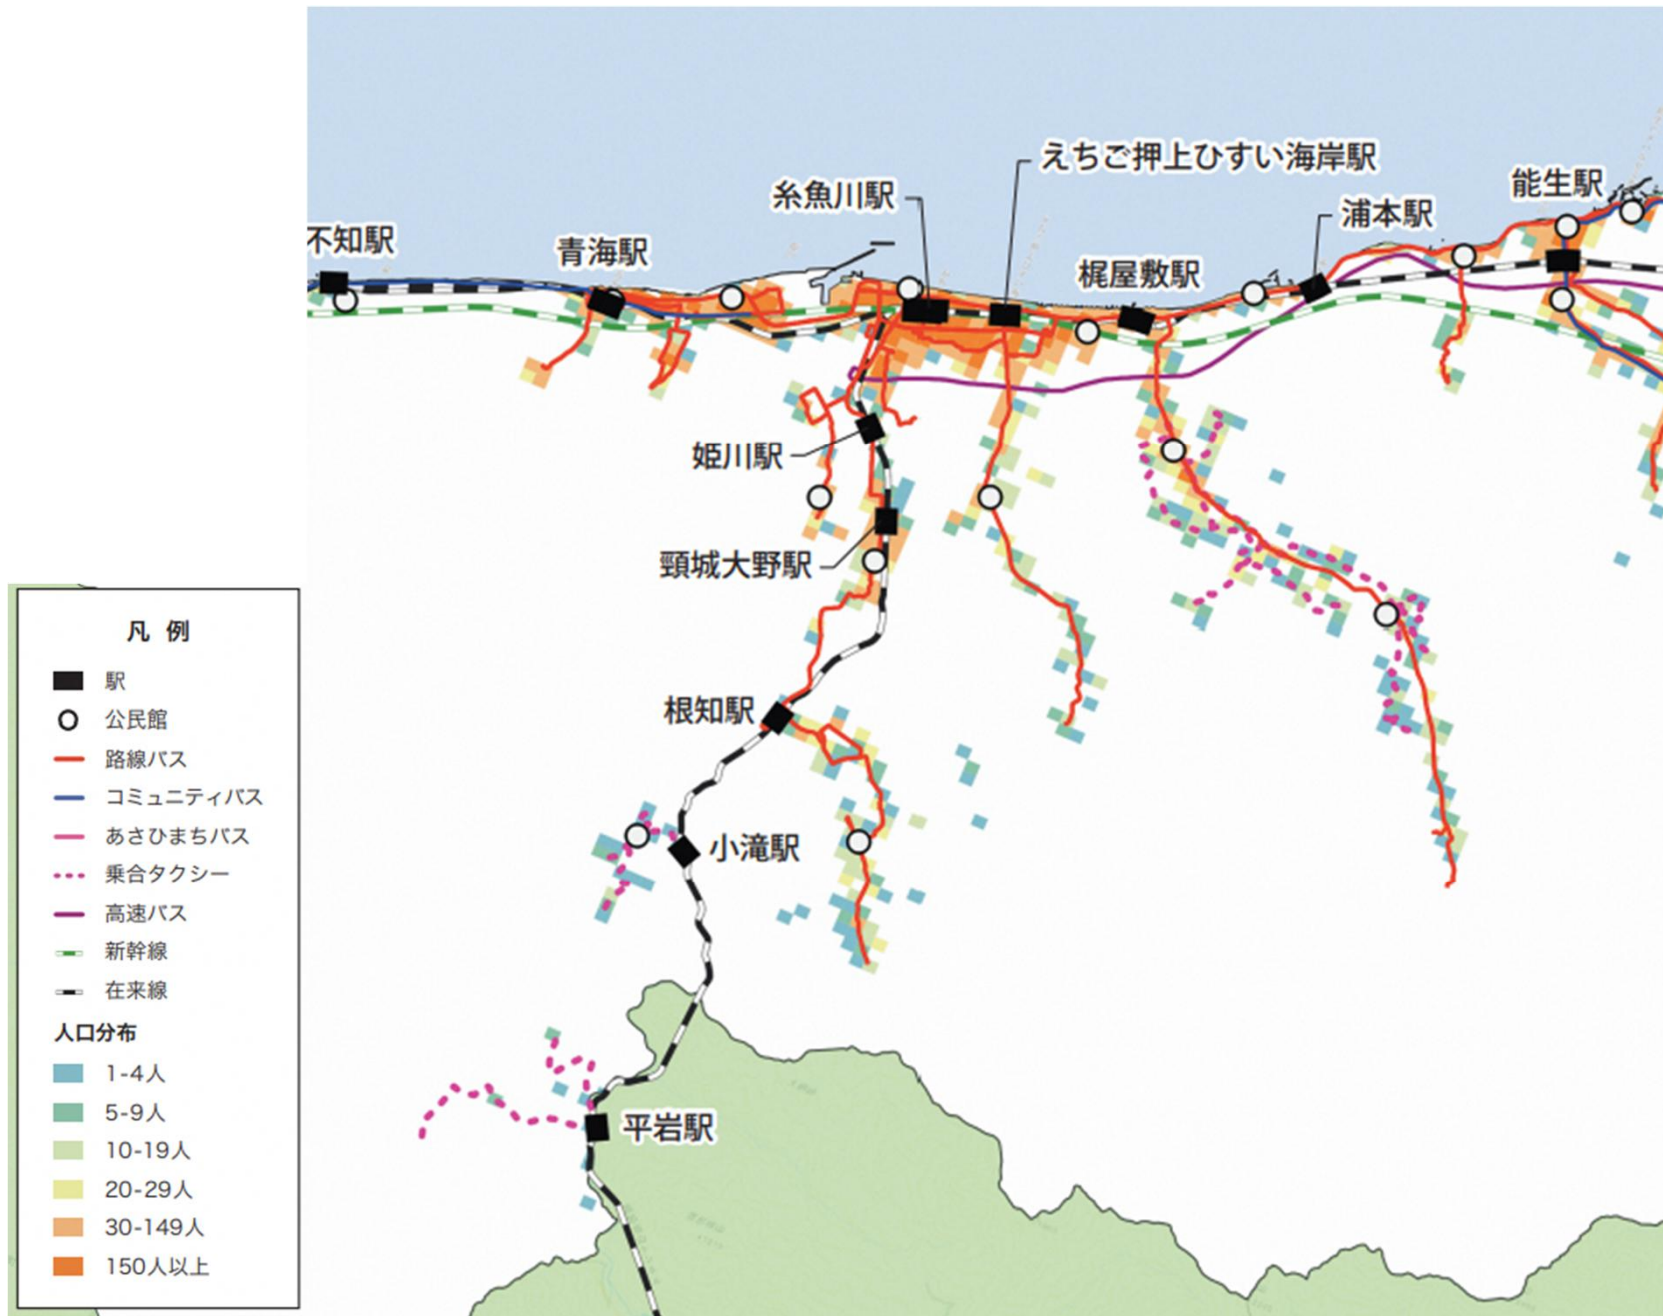 えちご押上ひすい海岸駅
能生駅
糸魚川駅
浦本駅
不知駅
青海駅
梶屋敷駅
姫川駅
頸城大野駅
根知駅
小滝駅
平岩駅
凡 例
駅
公民館
路線バス
コミュニティバス
あさひまちバス
乗合タクシー
高速バス
新幹線
在来線
人口分布
1-4人
5-9人
10-19人
20-29人
30-149人
150人以上